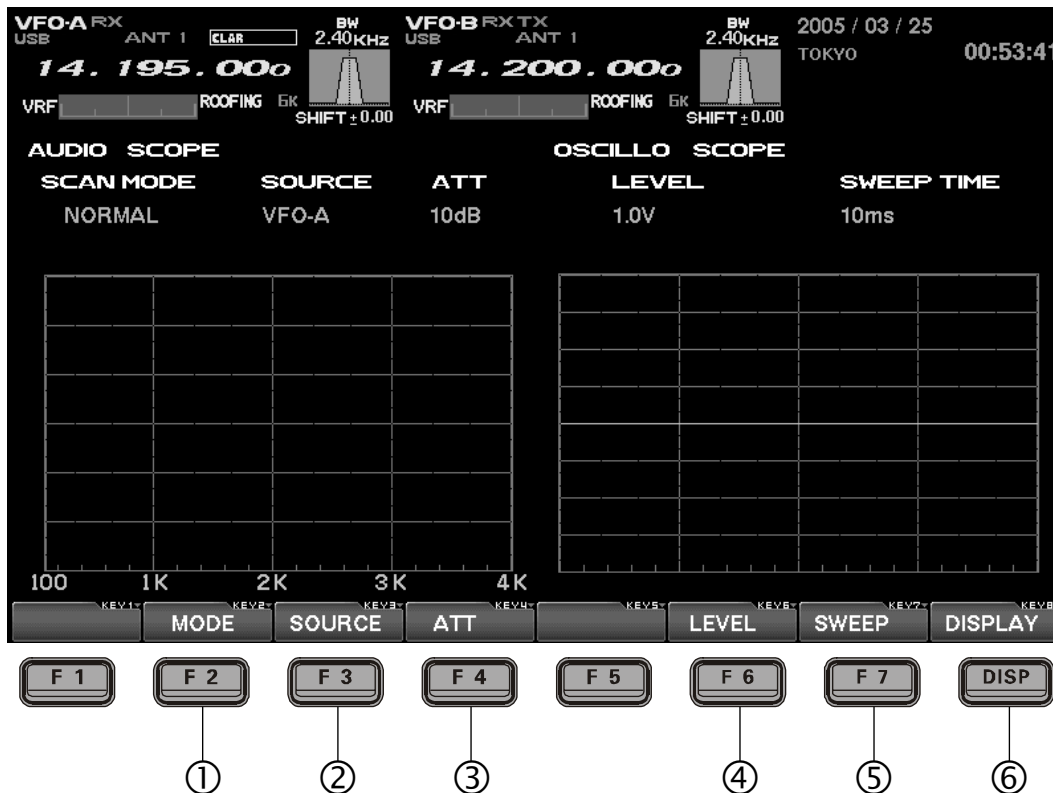 VFO-A RX BW VFO-B RX TX BW 2005 / 03 / 25
USB ANT 1 CLAR 2.40KHz USB ANT 1 2.40KHz TOKYO 00:53:41
14. 195. 000 14. 200. 000
VRF ROOFING 6K VRF ROOFING 6K
SHIFT ±0.00 SHIFT ±0.00
AUDIO SCOPE OSCILLO SCOPE
SCAN MODE SOURCE ATT LEVEL SWEEP TIME
NORMAL VFO-A 10dB 1.0V 10ms
100 1K 2K 3K 4K
KEY1 KEY2 KEY3 KEY4 KEY5 KEY6 KEY7 KEY8
MODE SOURCE ATT LEVEL SWEEP DISPLAY
F 1 F 2 F 3 F 4 F 5 F 6 F 7 DISP
① ② ③ ④ ⑤ ⑥